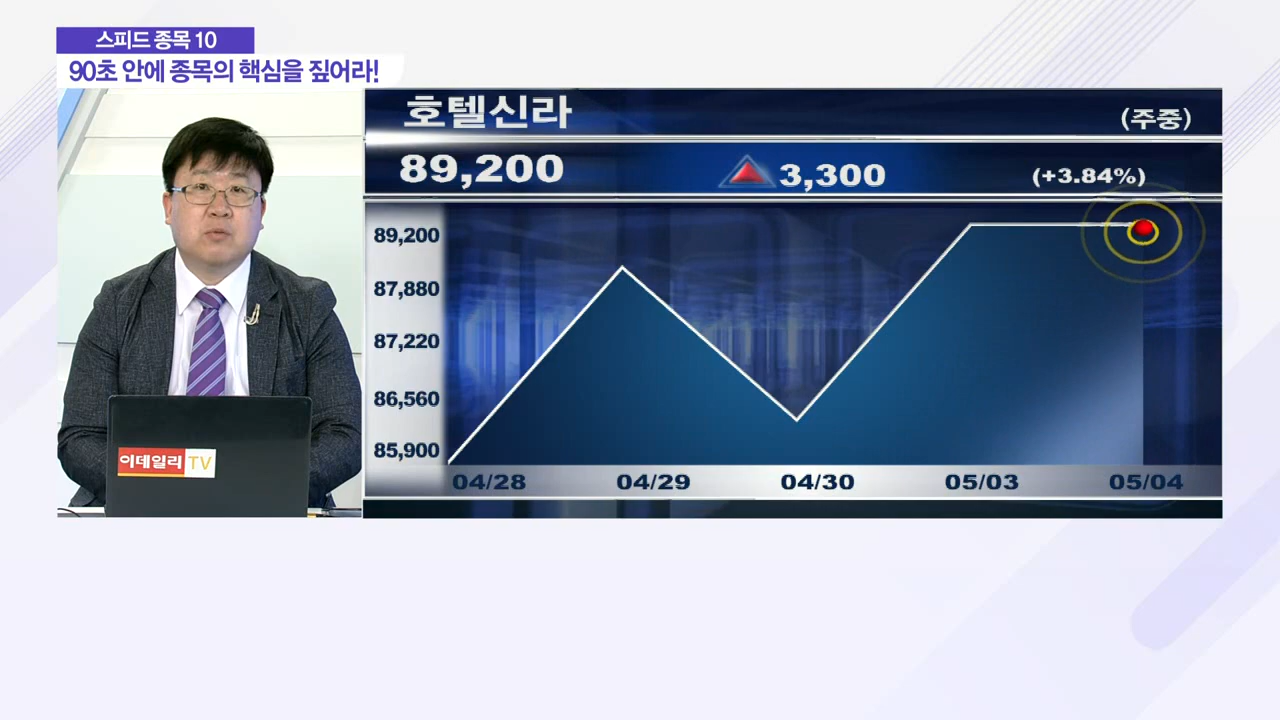 스피드 종목 10
90초 안에 종목의 핵심을 짚어라!
호텔신라
(주중)
89,200
3,300
(+3.84%)
89,200
87,880
87,220
86,560
85,900
04/28
04/29
04/30
05/03
05/04
이데일리 TV